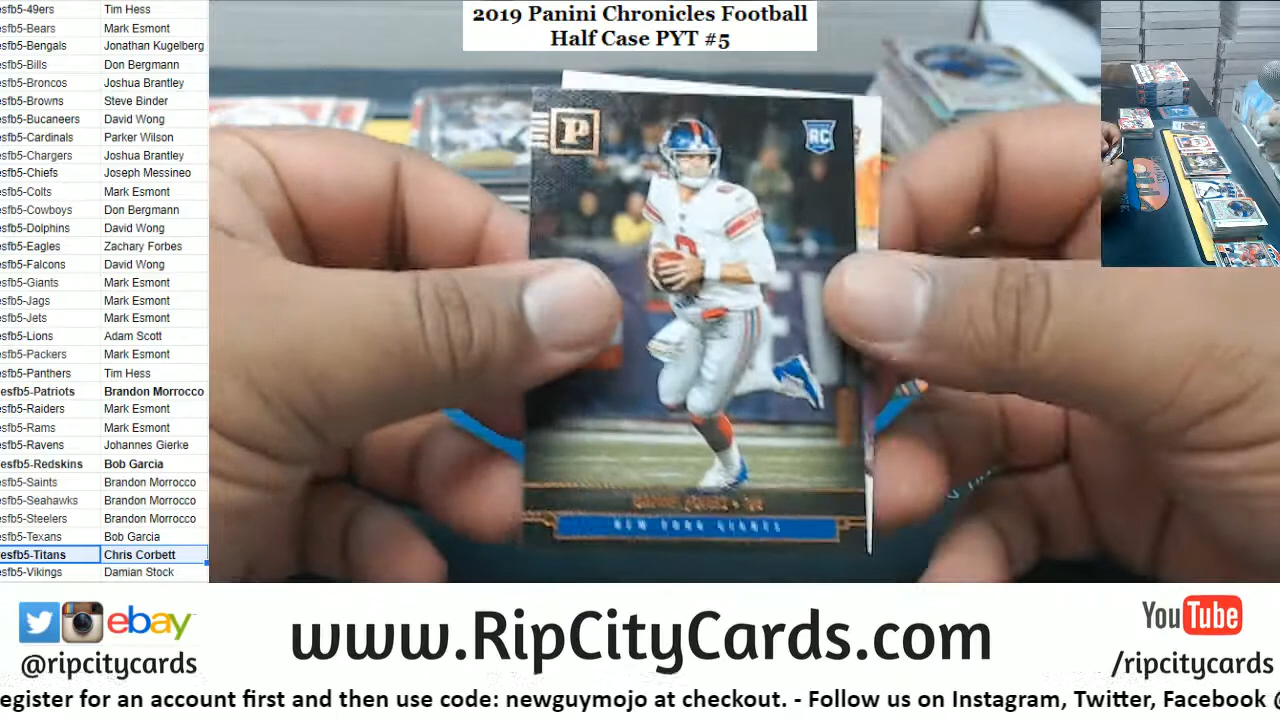 2019 Panini Chronicles Football
Half Case PYT #5
esfb5-49ers Tim Hess
esfb5-Bears Mark Esmont
esfb5-Bengals Jonathan Kugelberg
esfb5-Bills Don Bergmann
esfb5-Broncos Joshua Brantley
esfb5-Browns Steve Binder
esfb5-Bucaneers David Wong
esfb5-Cardinals Parker Wilson
esfb5-Chargers Joshua Brantley
esfb5-Chiefs Joseph Messineo
esfb5-Colts Mark Esmont
esfb5-Cowboys Don Bergmann
esfb5-Dolphins David Wong
esfb5-Eagles Zachary Forbes
esfb5-Falcons David Wong
esfb5-Giants Mark Esmont
esfb5-Jags Mark Esmont
esfb5-Jets Mark Esmont
esfb5-Lions Adam Scott
esfb5-Packers Mark Esmont
esfb5-Panthers Tim Hess
esfb5-Patriots Brandon Morrocco
esfb5-Raiders Mark Esmont
esfb5-Rams Mark Esmont
esfb5-Ravens Johannes Gierke
esfb5-Redskins Bob Garcia
esfb5-Saints Brandon Morrocco
esfb5-Seahawks Brandon Morrocco
esfb5-Steelers Brandon Morrocco
esfb5-Texans Bob Garcia
esfb5-Titans Chris Corbett
esfb5-Vikings Damian Stock
P
RC
NEW YORK GIANTS
ebay
@ripcitycards
www.RipCityCards.com
YouTube
/ripcitycards
egister for an account first and then use code: newguymojo at checkout. - Follow us on Instagram, Twitter, Facebook @